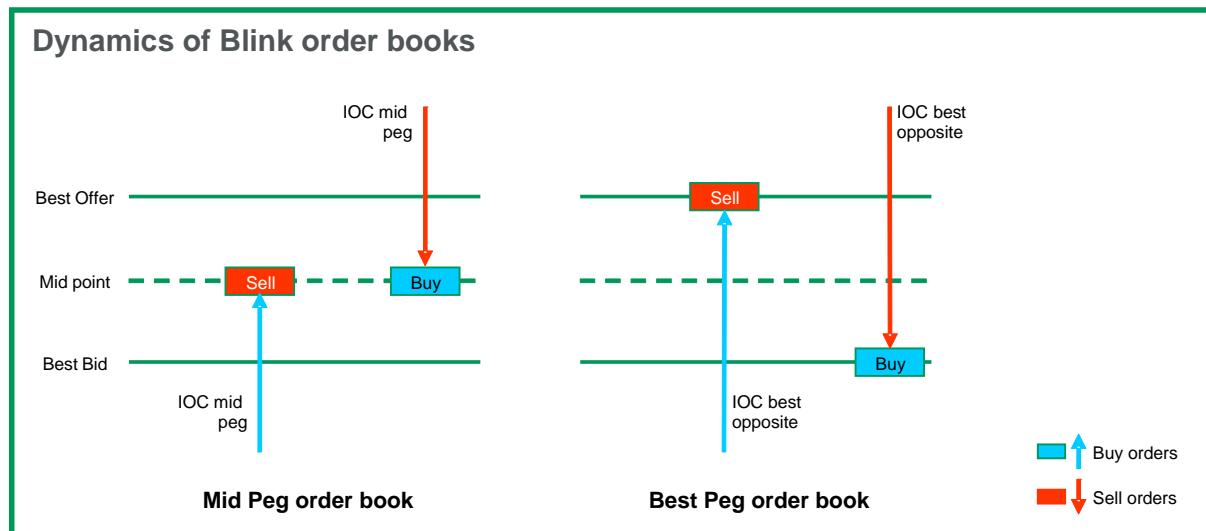 Dynamics of Blink order books
IOC mid
peg
IOC best
opposite
Best Offer
Sell
Mid point
Sell
Buy
Best Bid
Buy
IOC mid
peg
IOC best
opposite
Buy orders
Sell orders
Mid Peg order book
Best Peg order book